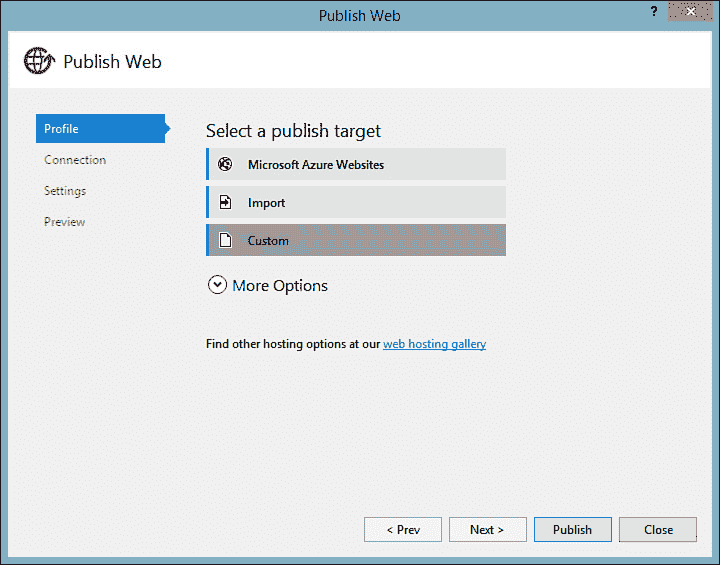 Publish Web
?
Publish Web
Profile
Connection
Settings
Preview
Select a publish target
Microsoft Azure Websites
Import
Custom
More Options
Find other hosting options at our web hosting gallery
< Prev
Next >
Publish
Close